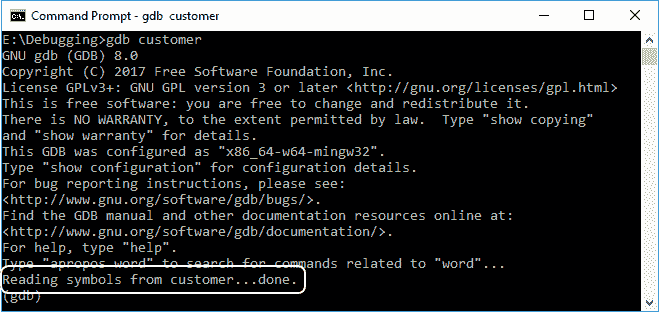 Command Prompt - gdb customer
E:\Debugging>gdb customer
GNU gdb (GDB) 8.0
Copyright (C) 2017 Free Software Foundation, Inc.
License GPLv3+: GNU GPL version 3 or later <http://gnu.org/licenses/gpl.html>
This is free software: you are free to change and redistribute it.
There is NO WARRANTY, to the extent permitted by law.  Type "show copying"
and "show warranty" for details.
This GDB was configured as "x86_64-w64-mingw32".
Type "show configuration" for configuration details.
For bug reporting instructions, please see:
<http://www.gnu.org/software/gdb/bugs/>.
Find the GDB manual and other documentation resources online at:
<http://www.gnu.org/software/gdb/documentation/>.
For help, type "help".
Type "apropos word" to search for commands related to "word"...
Reading symbols from customer...done.
(gdb)